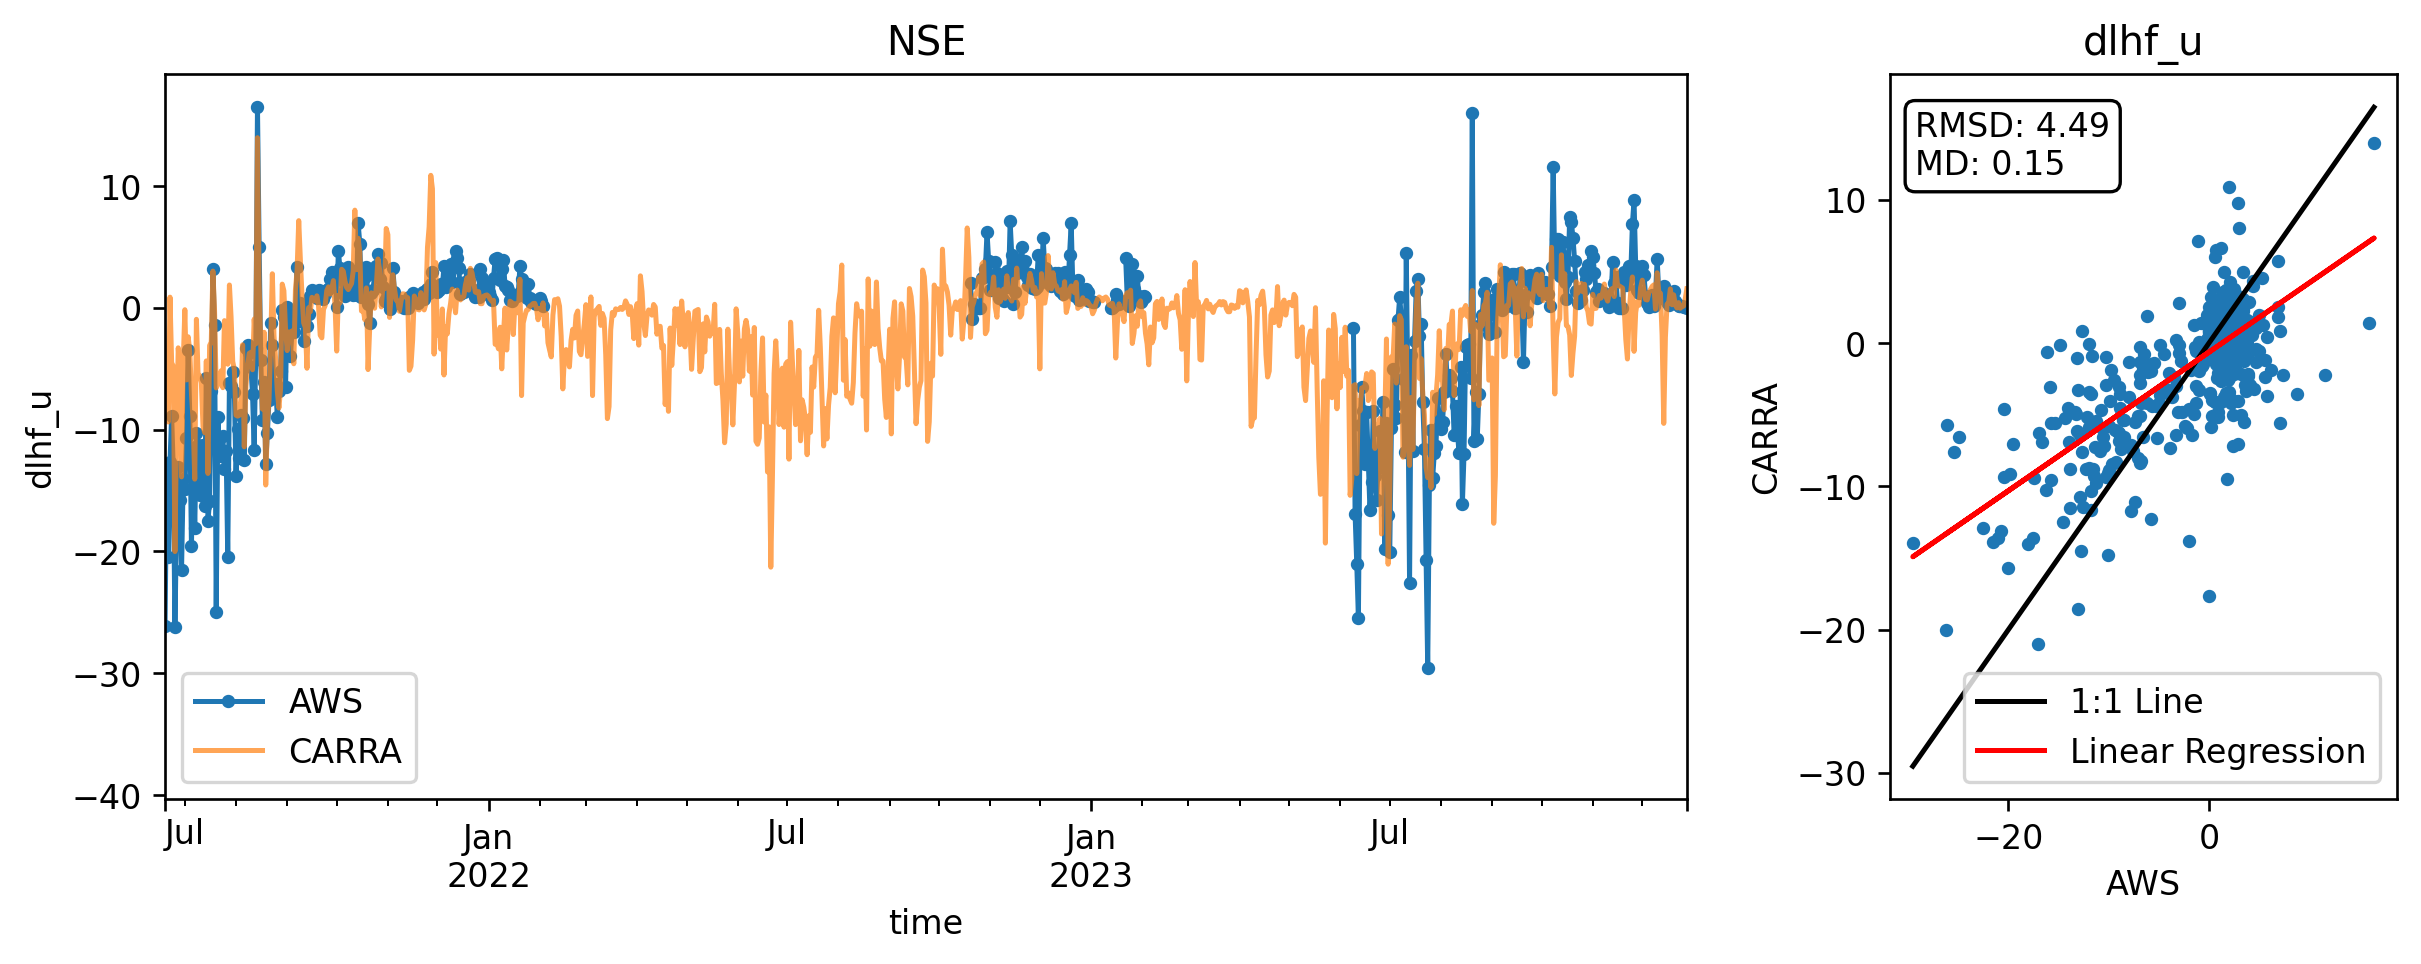 NSE
dlhf_u
10
0
−10
−20
−30
−40
dlhf_u
AWS
CARRA
Jul
Jan
2022
Jul
Jan
2023
Jul
time
dlhf_u
RMSD: 4.49
MD: 0.15
10
0
−10
−20
−30
CARRA
1:1 Line
Linear Regression
−20
0
AWS